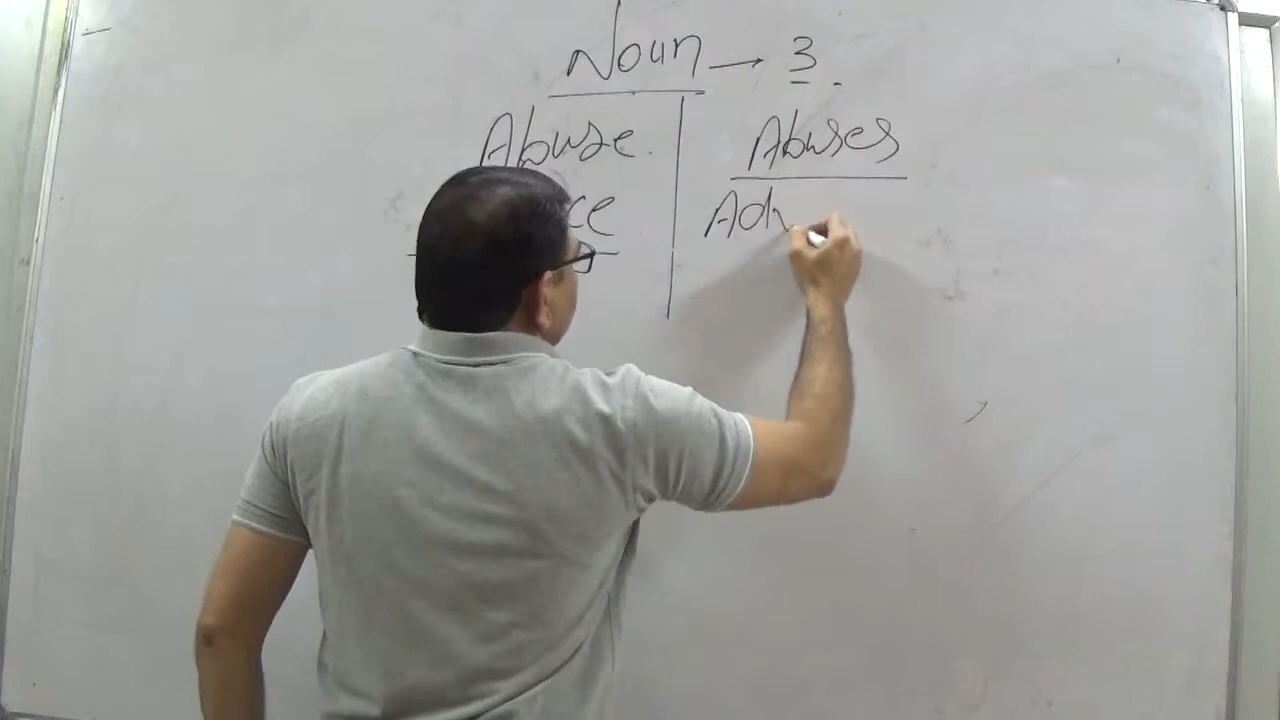 Noun → 3.
Abuse. Abuses
ce Adv